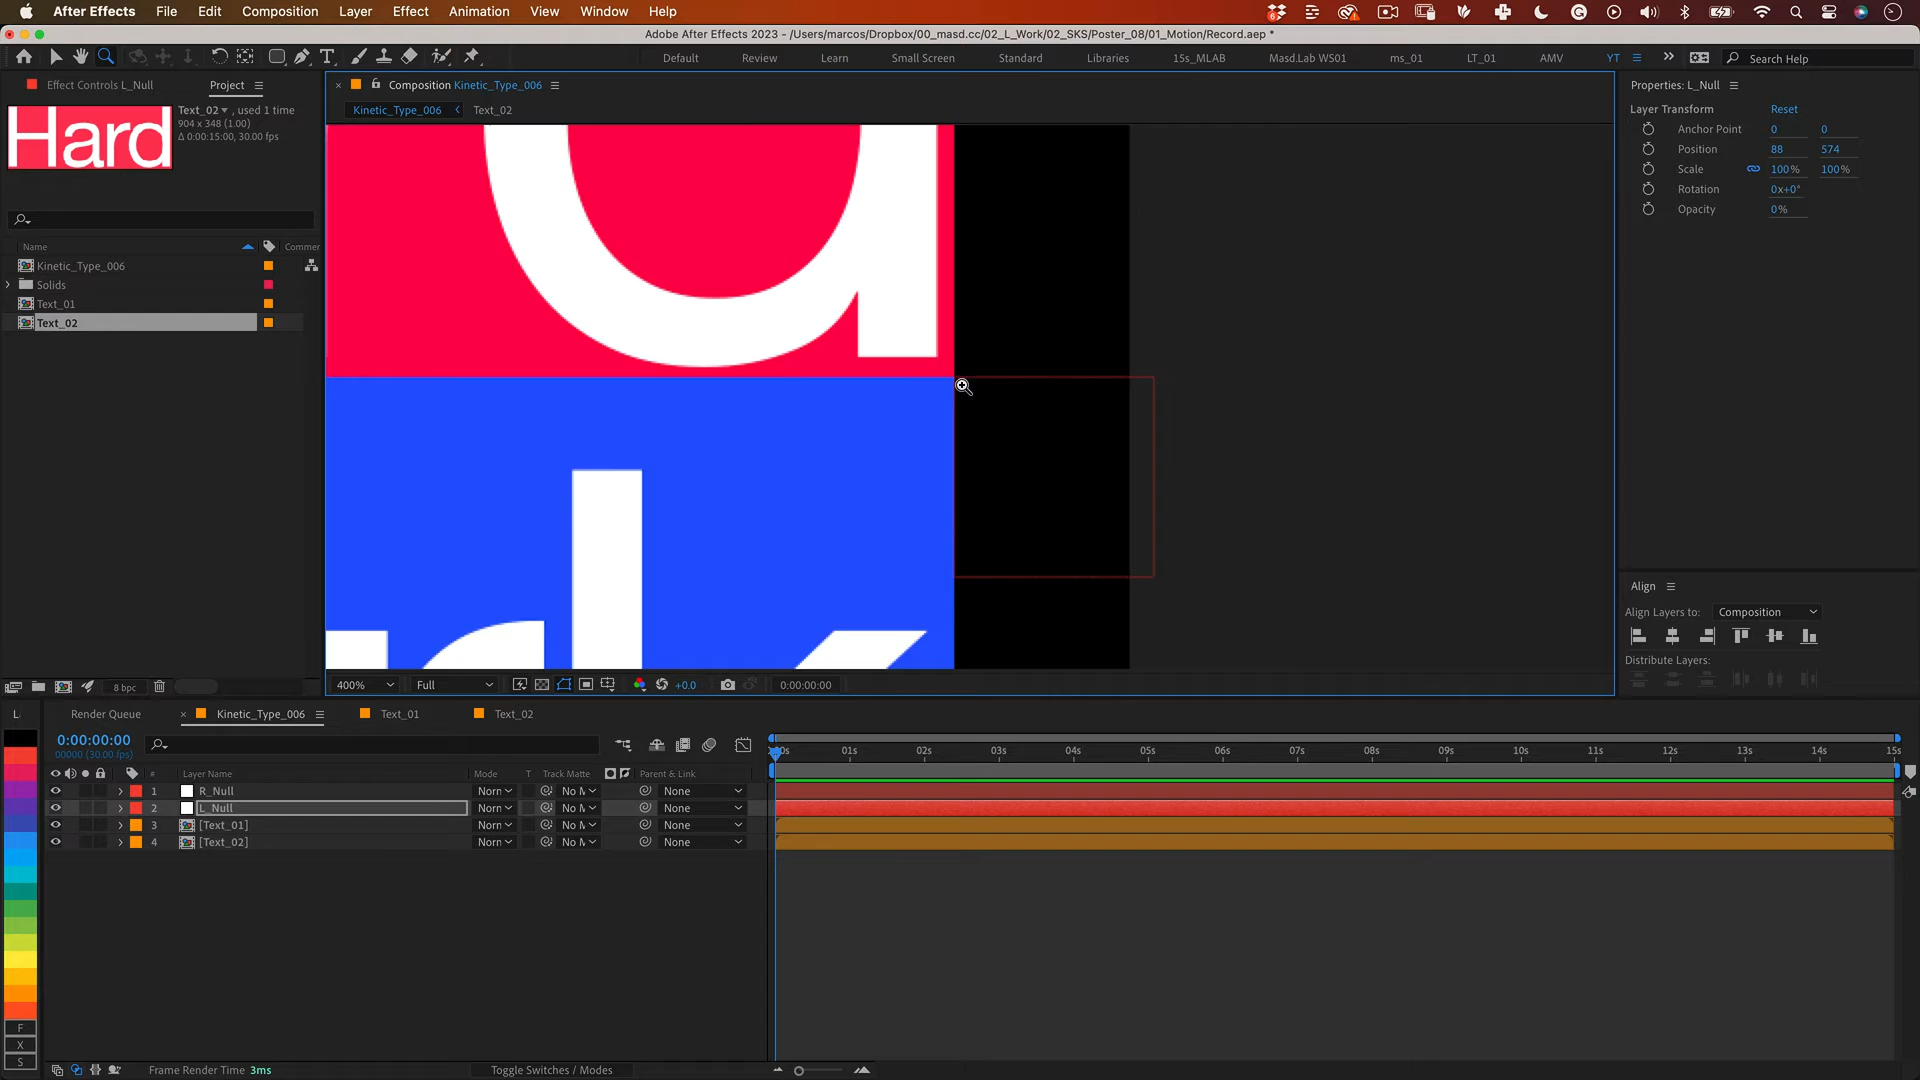 After Effects File Edit Composition Layer Effect Animation View Window Help
Adobe After Effects 2023 - /Users/marcos/Dropbox/00_masd.cc/02_L_Work/02_SKS/Poster_08/01_Motion/Record.aep *
Default Review Learn Small Screen Standard Libraries 15s_MLAB Masd.Lab WS01 ms_01 LT_01 AMV YT Search Help
Effect Controls L_Null Project
Composition Kinetic_Type_006
Properties: L_Null
Kinetic_Type_006 Text_02
Hard
Text_02 , used 1 time
904 x 348 (1.00)
Δ 0:00:15:00, 30.00 fps
Layer Transform Reset
Anchor Point 0 0
Position 88 574
Scale 100% 100%
Rotation 0x+0°
Opacity 0%
Name Commer
Kinetic_Type_006
Solids
Text_01
Text_02
Align
Align Layers to: Composition
Distribute Layers:
8 bpc
400% Full +0.0 0:00:00:00
Render Queue Kinetic_Type_006 Text_01 Text_02
0:00:00:00
00000 (30.00 fps)
01s 02s 03s 04s 05s 06s 07s 08s 09s 10s 11s 12s 13s 14s 15s
# Layer Name Mode T Track Matte Parent & Link
1 R_Null Norn No M None
2 L_Null Norn No M None
3 [Text_01] Norn No M None
4 [Text_02] Norn No M None
F
X
S
Frame Render Time 3ms Toggle Switches / Modes